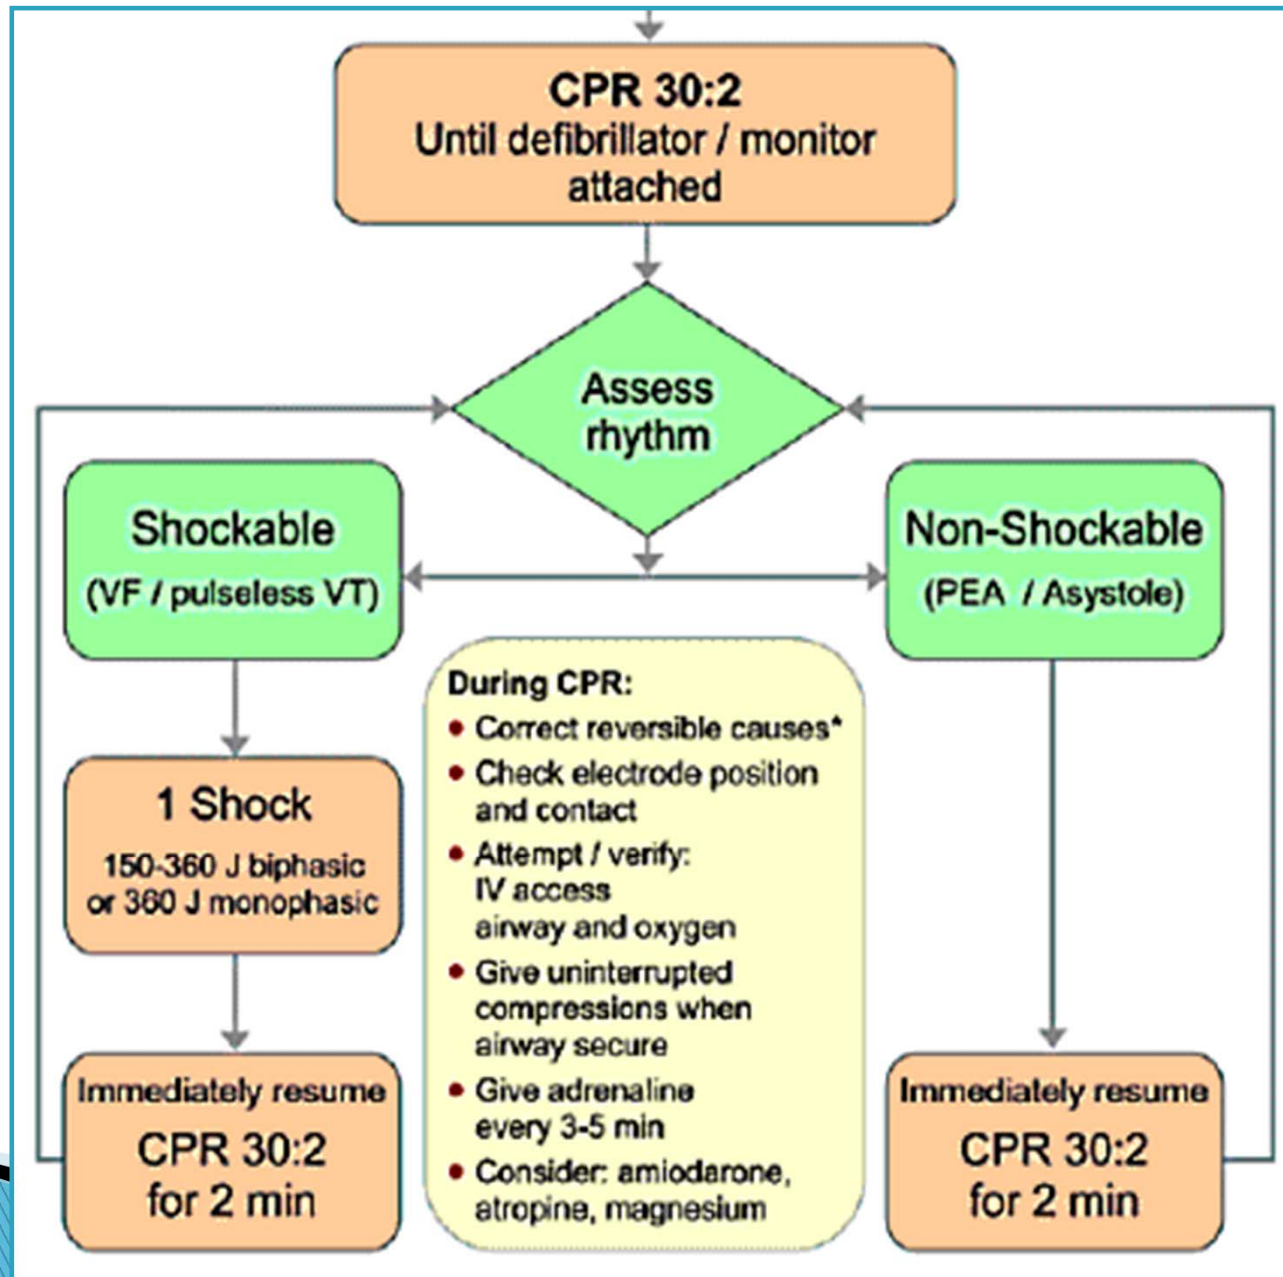 CPR 30:2
Until defibrillator / monitor
attached
Assess
rhythm
Shockable
(VF / pulseless VT)
Non-Shockable
(PEA / Asystole)
1 Shock
150-360 J biphasic
or 360 J monophasic
Immediately resume
CPR 30:2
for 2 min
During CPR:
• Correct reversible causes*
• Check electrode position
and contact
• Attempt / verify:
IV access
airway and oxygen
• Give uninterrupted
compressions when
airway secure
• Give adrenaline
every 3-5 min
• Consider: amiodarone,
atropine, magnesium
Immediately resume
CPR 30:2
for 2 min